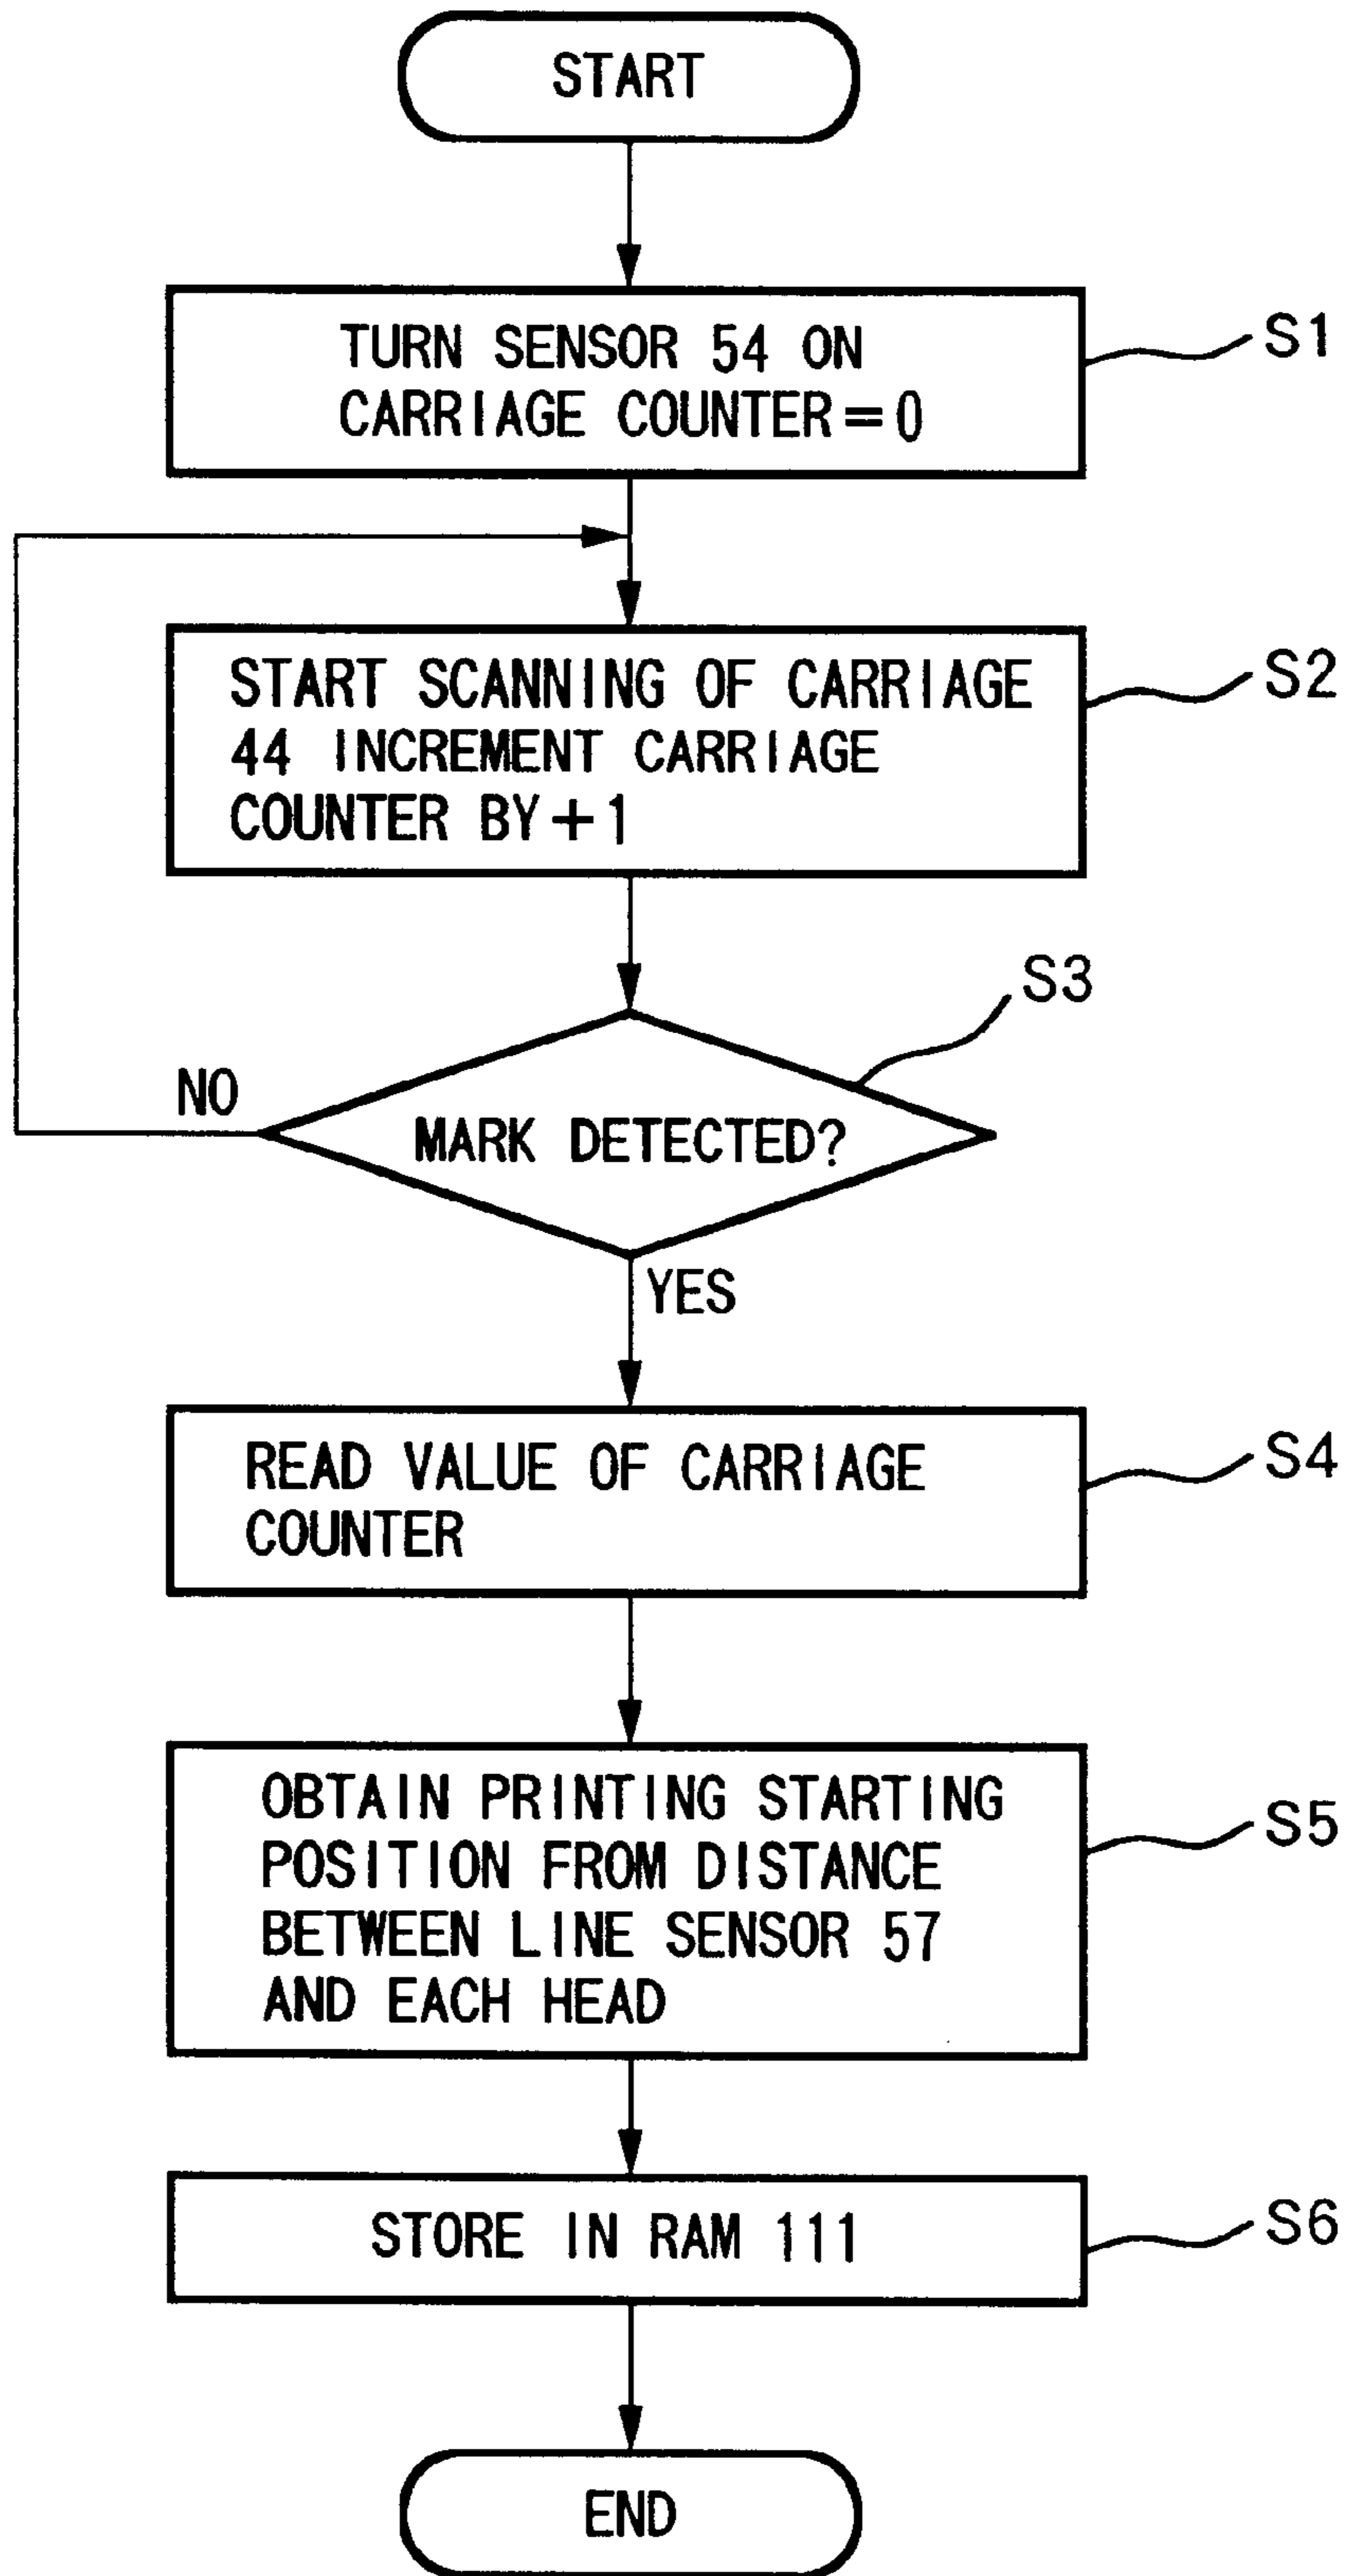 START
TURN SENSOR 54 ON
CARRIAGE COUNTER=0
S1
START SCANNING OF CARRIAGE
44 INCREMENT CARRIAGE
COUNTER BY+1
S2
S3
NO
MARK DETECTED?
YES
READ VALUE OF CARRIAGE
COUNTER
S4
OBTAIN PRINTING STARTING
POSITION FROM DISTANCE
BETWEEN LINE SENSOR 57
AND EACH HEAD
S5
STORE IN RAM 111
S6
END